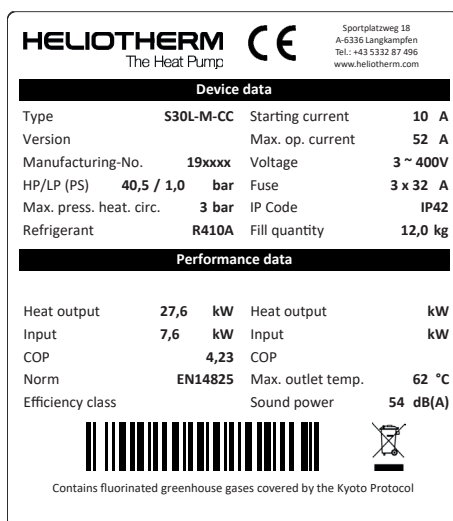 HELIOTHERM
The Heat Pump
CE
Sportplatzweg 18
A-6336 Langkampfen
Tel.: +43 5332 87 496
www.heliotherm.com
Device data
Type S30L-M-CC Starting current 10 A
Version Max. op. current 52 A
Manufacturing-No. 19xxxx Voltage 3 ~ 400V
HP/LP (PS) 40,5 / 1,0 bar Fuse 3 x 32 A
Max. press. heat. circ. 3 bar IP Code IP42
Refrigerant R410A Fill quantity 12,0 kg
Performance data
Heat output 27,6 kW Heat output kW
Input 7,6 kW Input kW
COP 4,23 COP
Norm EN14825 Max. outlet temp. 62 °C
Efficiency class Sound power 54 dB(A)
Contains fluorinated greenhouse gases covered by the Kyoto Protocol